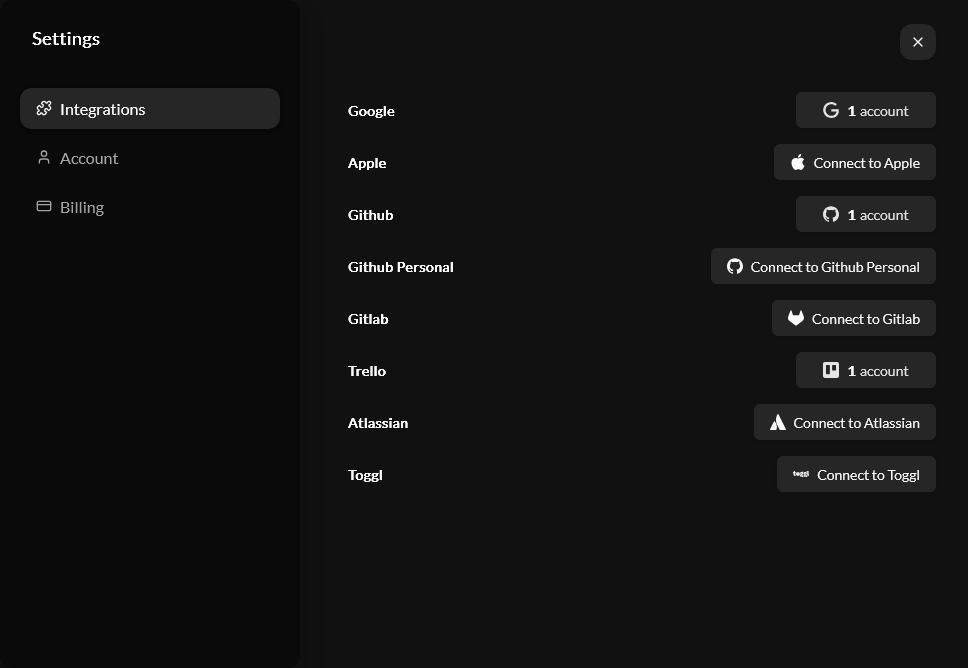 Settings
Integrations
Account
Billing
Google
1 account
Apple
Connect to Apple
Github
1 account
Github Personal
Connect to Github Personal
Gitlab
Connect to Gitlab
Trello
1 account
Atlassian
Connect to Atlassian
Toggl
toggl Connect to Toggl